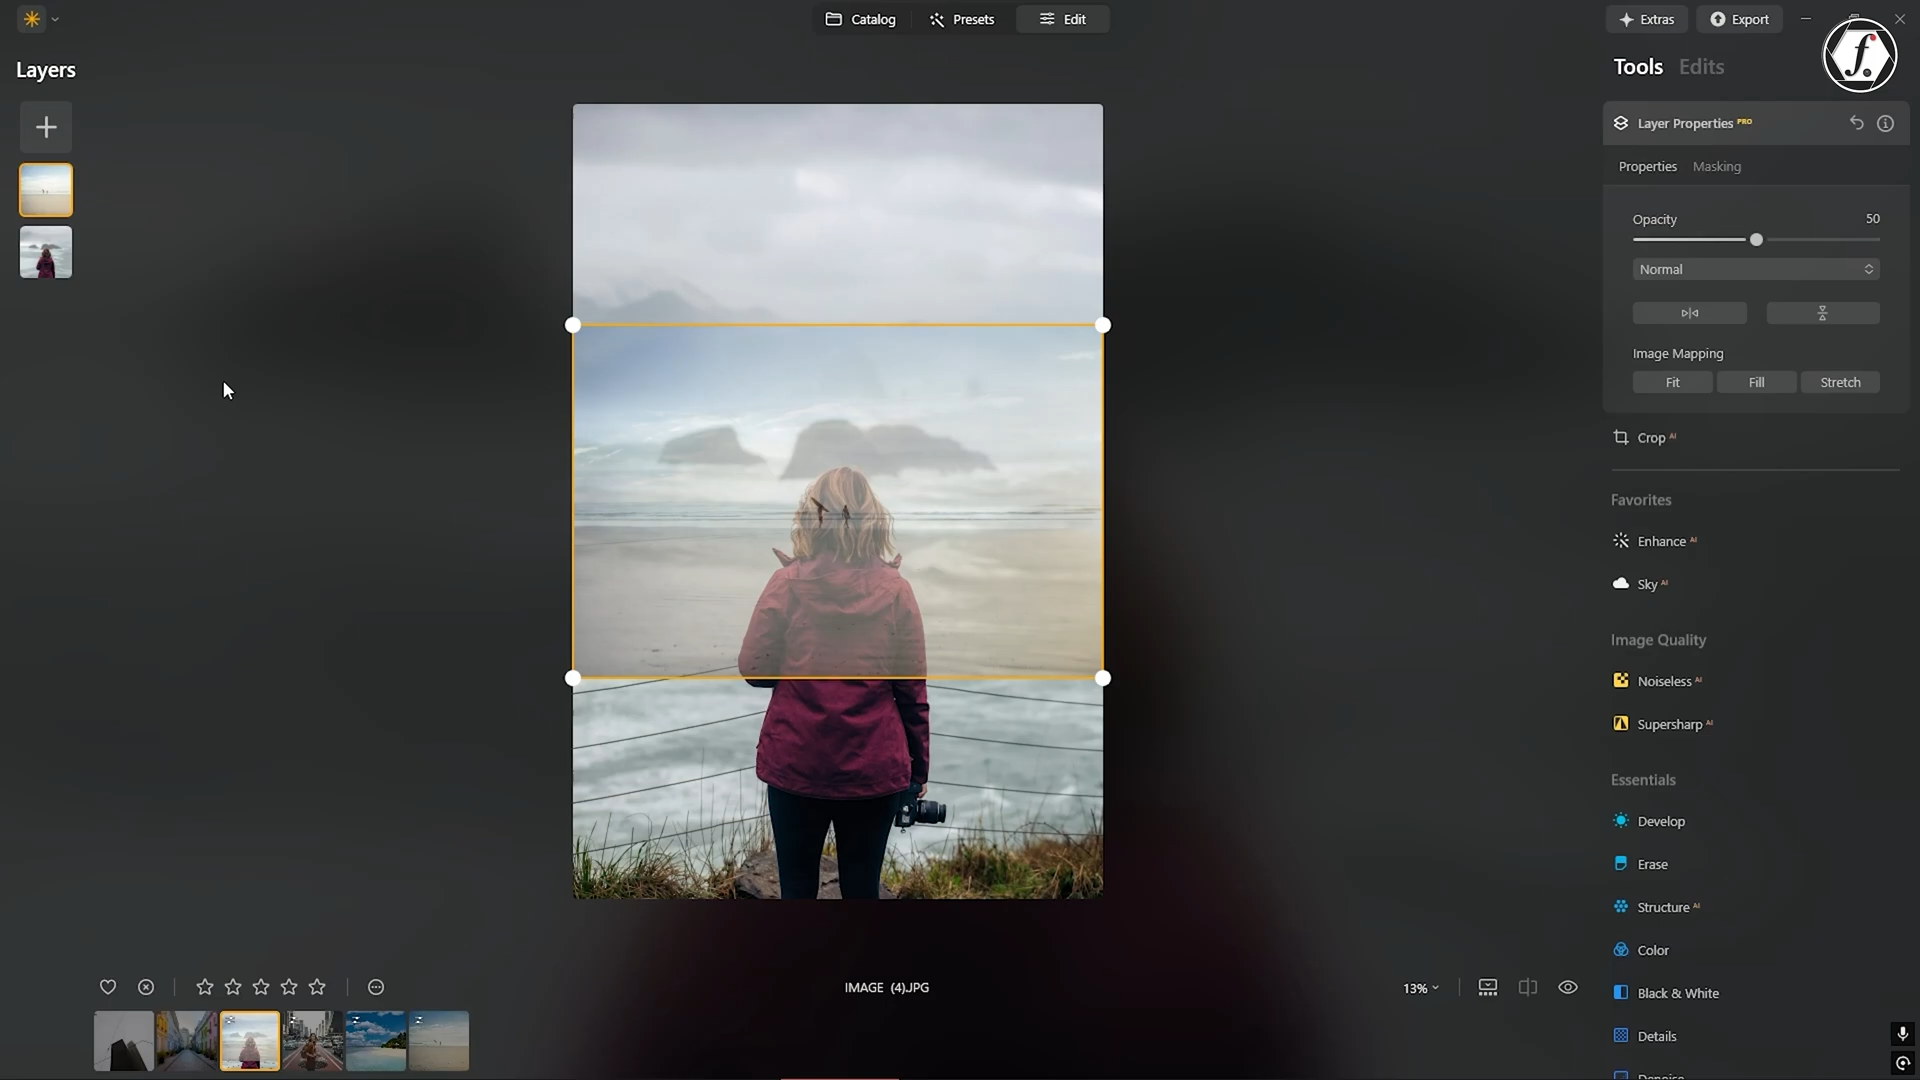 Catalog
Presets
Edit
Extras
Export
Layers
Tools
Edits
f.
Layer Properties PRO
Properties
Masking
Opacity
50
Normal
Image Mapping
Fit
Fill
Stretch
Crop AI
Favorites
Enhance AI
Sky AI
Image Quality
Noiseless AI
Supersharp AI
Essentials
Develop
Erase
Structure AI
Color
Black & White
Details
Denoise
IMAGE (4).JPG
13%